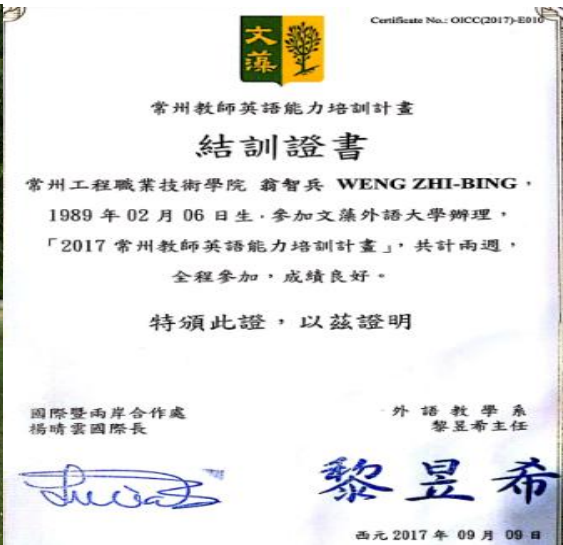 Certificate No.: OICC(2017)-E010
文藻
常州教師英語能力培訓計畫
結訓證書
常州工程職業技術學院 翁智兵 WENG ZHI-BING，
1989 年 02 月 06 日生，參加文藻外語大學辦理，
「2017 常州教師英語能力培訓計畫」，共計兩週，
全程參加，成績良好。
特頒此證，以茲證明
國際暨兩岸合作處 外語教學系
楊晴雲國際長 黎昱希主任
黎昱希
西元 2017 年 09 月 09 日